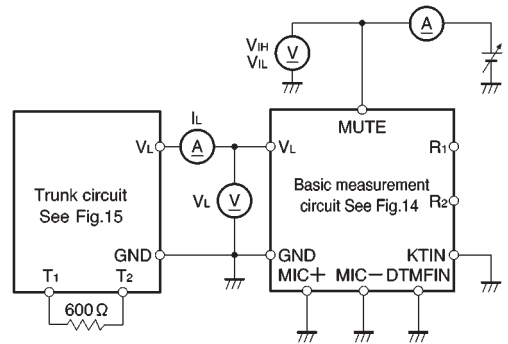 A
VIH
VIL
V
MUTE
IL
VL
A
VL
R1
Trunk circuit
See Fig.15
VL
V
Basic measurement
circuit See Fig.14
R2
GND
GND
KTIN
T1
T2
MIC+
MIC−
DTMFIN
600Ω